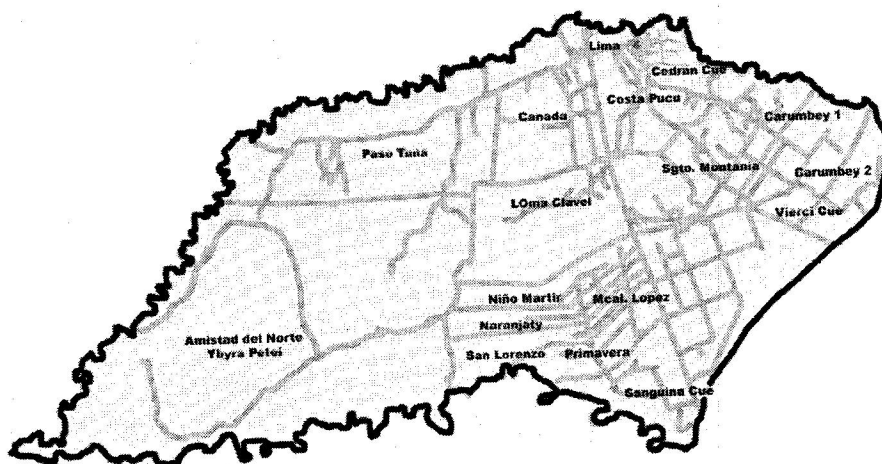 Lima
Cedran Cue
Costa Pucu
Canada
Carumbey 1
Paso Tuna
Sgto. Montania
Carumbey 2
LOma Clavel
Vierci Cue
Niño Martir
Mcal. Lopez
Naranjaty
Amistad del Norte
Ybyra Petei
San Lorenzo
Primavera
Sanguina Cue